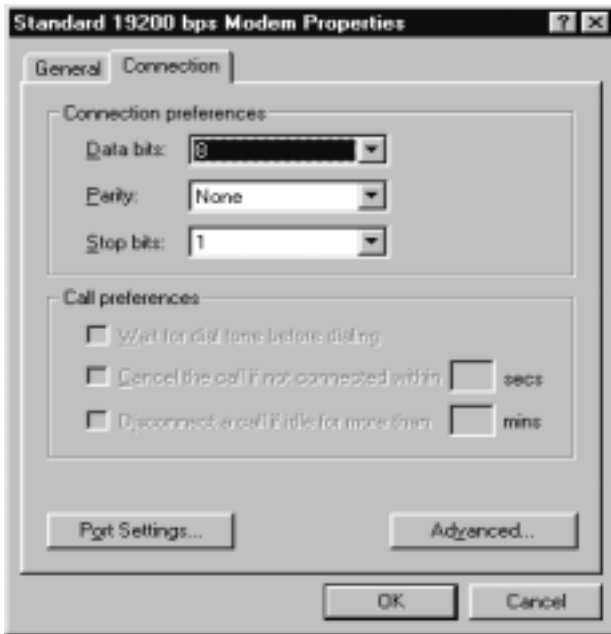 Standard 19200 bps Modem Properties
General Connection
Connection preferences
Data bits: 8
Parity: None
Stop bits: 1
Call preferences
Wait for dial tone before dialing
Cancel the call if not connected within secs
Disconnect a call if idle for more than mins
Port Settings... Advanced...
OK Cancel